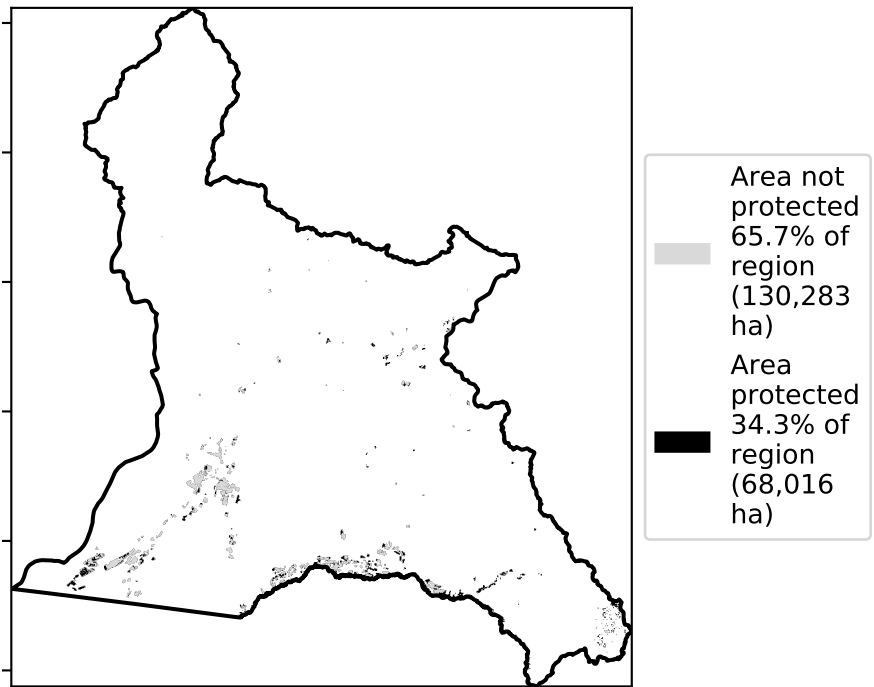 Area not
protected
65.7% of
region
(130,283
ha)
Area
protected
34.3% of
region
(68,016
ha)